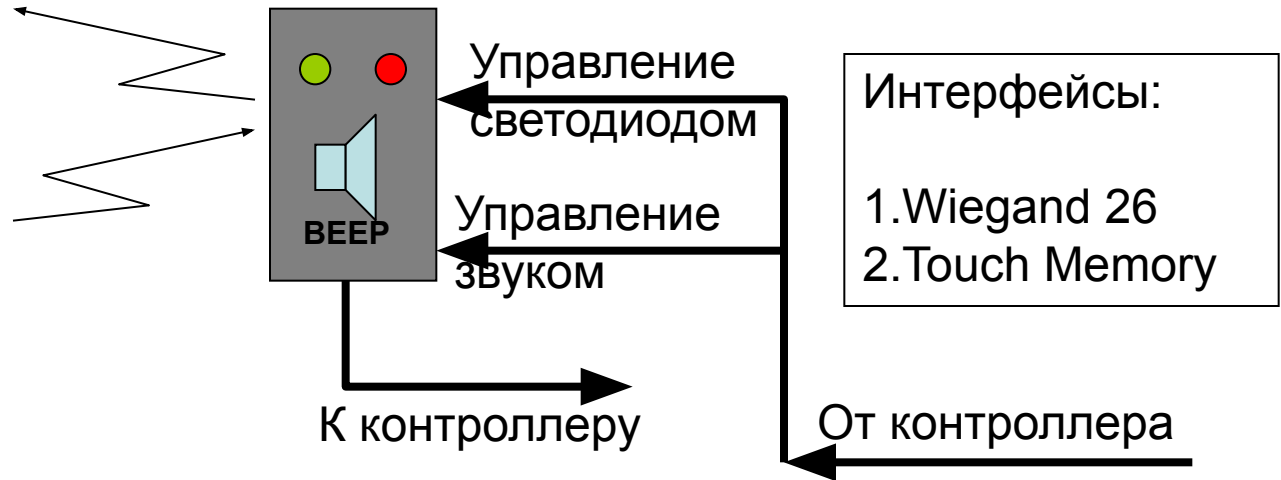 Управление
светодиодом
BEEP
Управление
звуком
К контроллеру
От контроллера
Интерфейсы:
1.Wiegand 26
2.Touch Memory